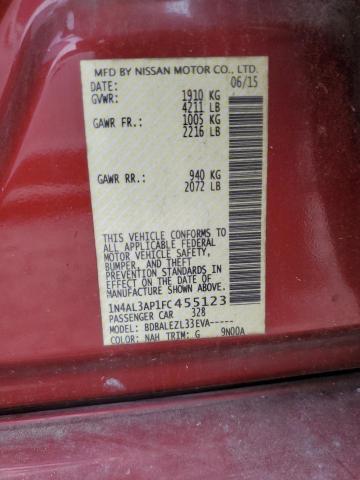 MFD BY NISSAN MOTOR CO., LTD.
DATE: 06/15
GVWR: 1910 KG
4211 LB
GAWR FR.: 1005 KG
2216 LB
GAWR RR.: 940 KG
2072 LB
THIS VEHICLE CONFORMS TO
ALL APPLICABLE FEDERAL
MOTOR VEHICLE SAFETY,
BUMPER, AND THEFT
PREVENTION STANDARDS IN
EFFECT ON THE DATE OF
MANUFACTURE SHOWN ABOVE.
1N4AL3AP1FC455123
PASSENGER CAR 328
MODEL: BDBALEZL33EVA-----
COLOR: NAH TRIM: G 9N00A